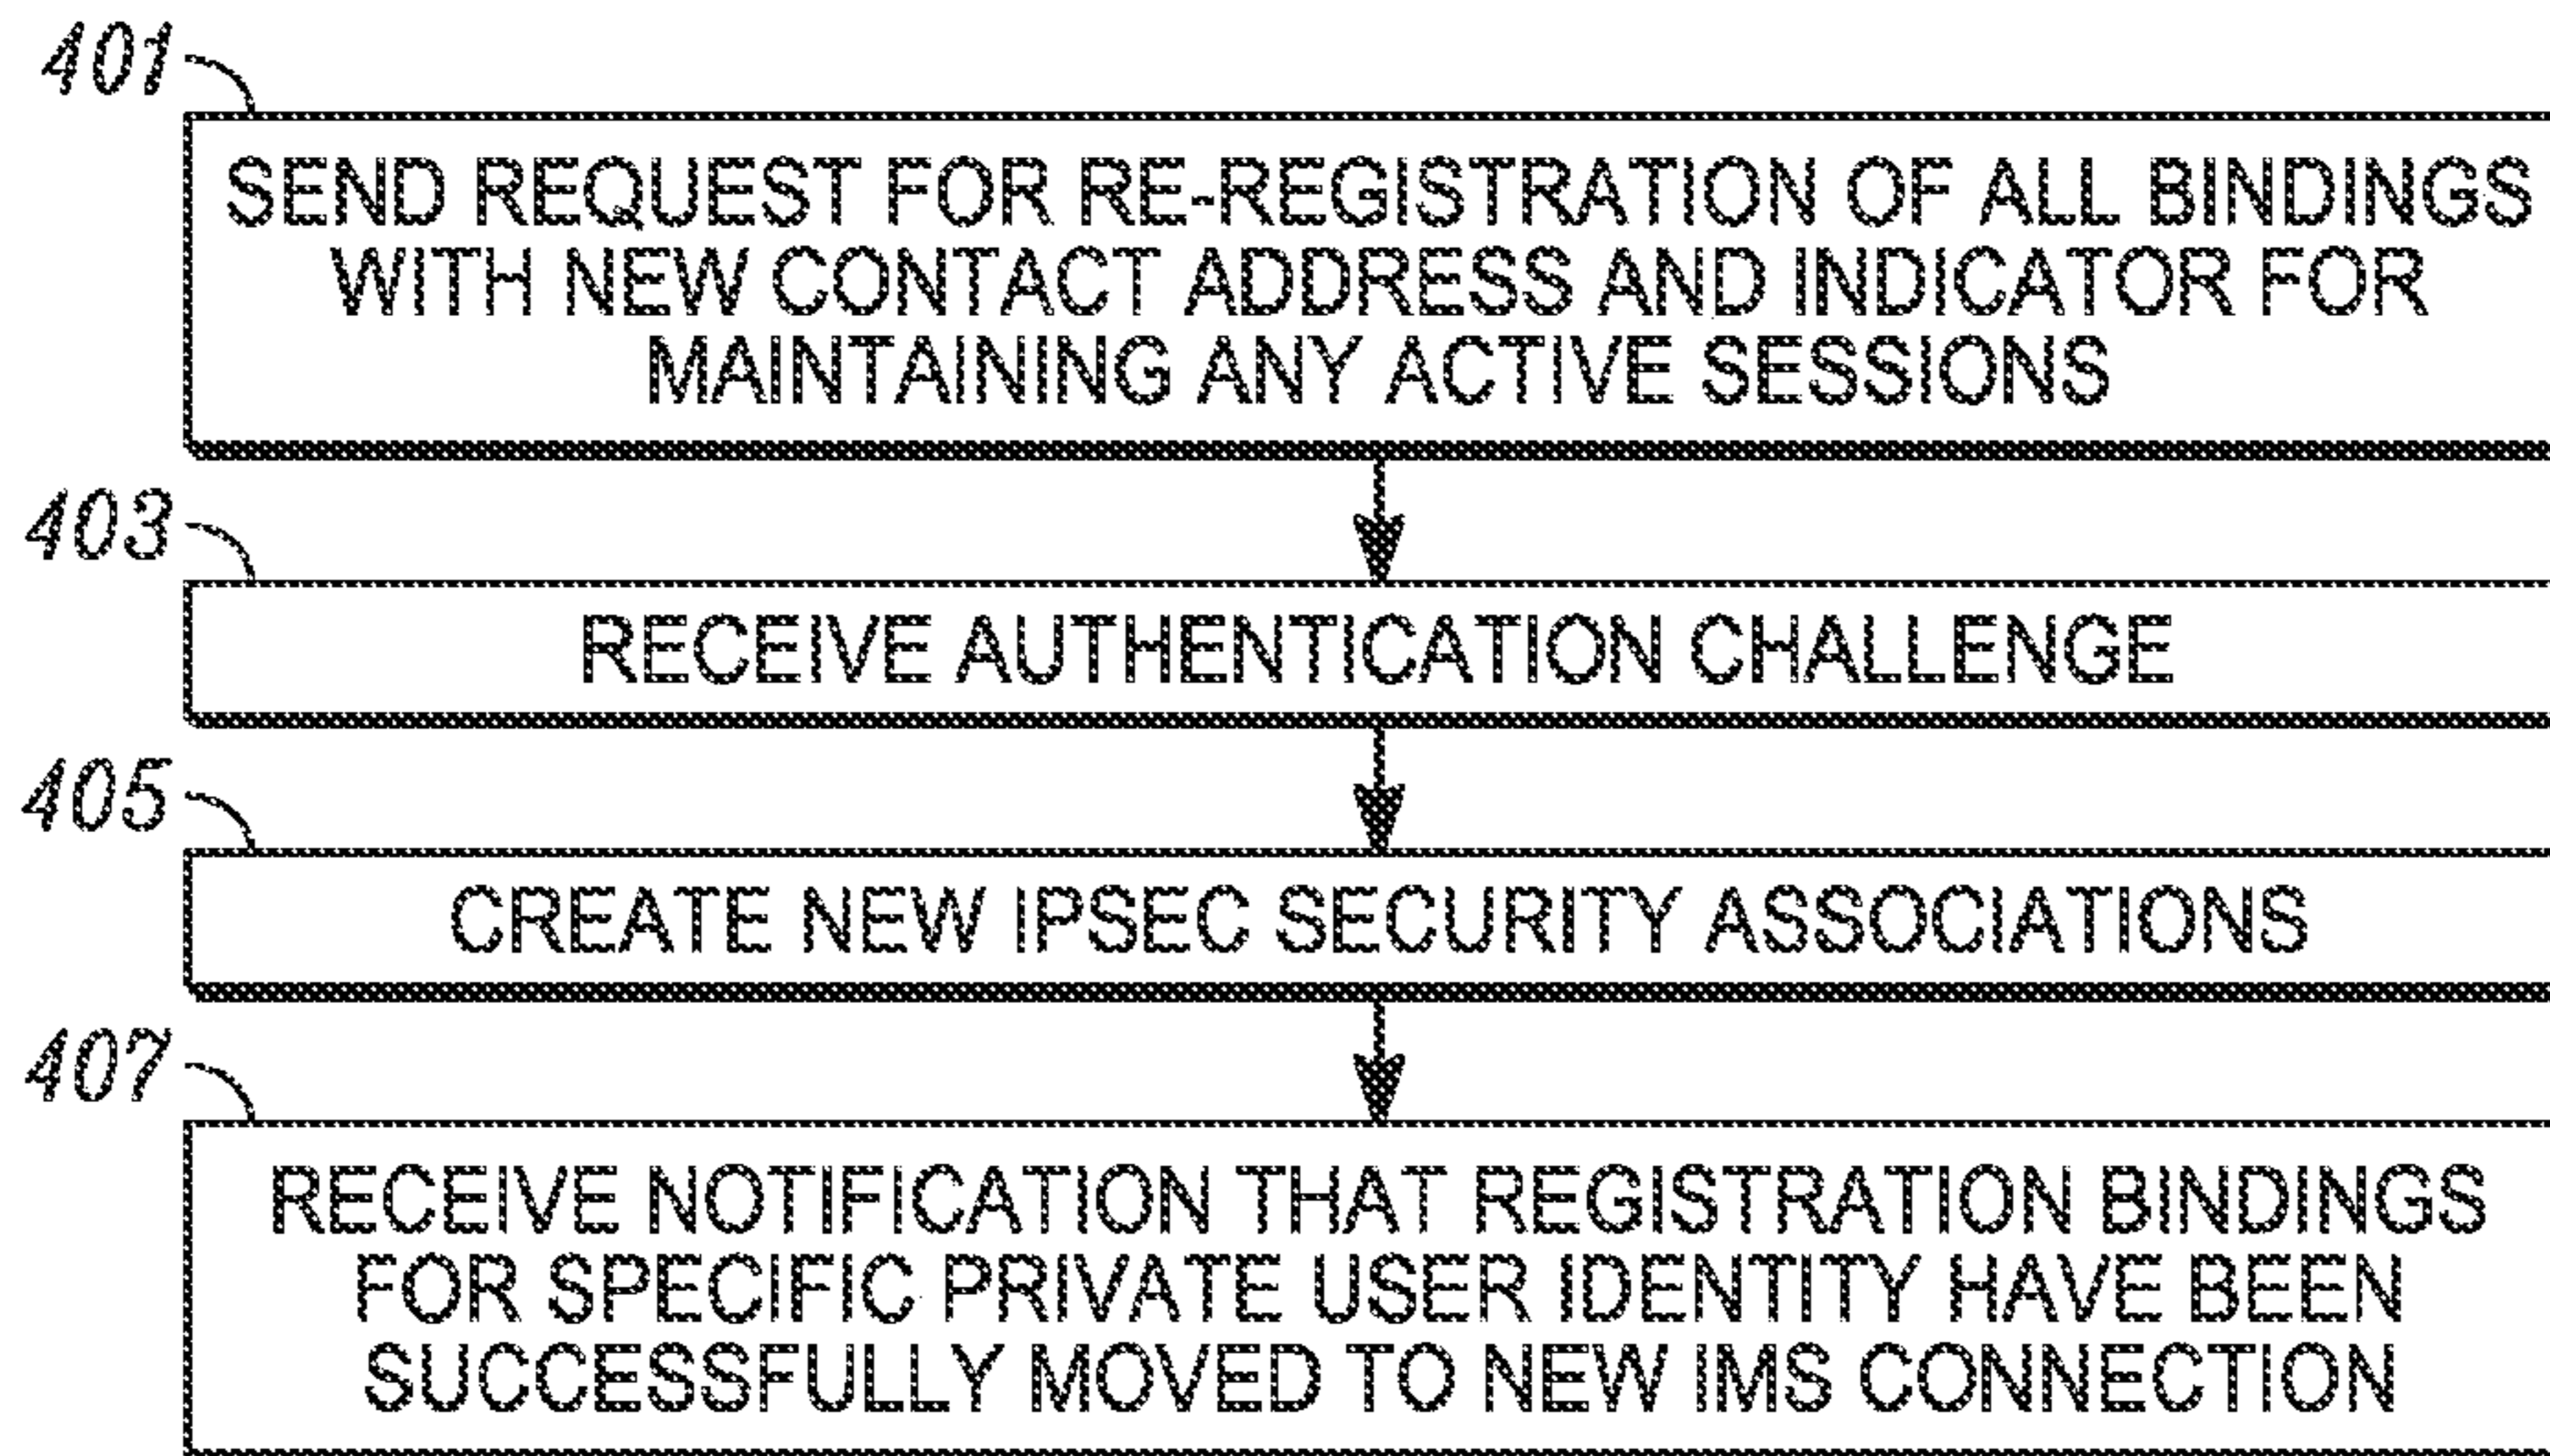 401
SEND REQUEST FOR RE-REGISTRATION OF ALL BINDINGS
WITH NEW CONTACT ADDRESS AND INDICATOR FOR
MAINTAINING ANY ACTIVE SESSIONS
403
RECEIVE AUTHENTICATION CHALLENGE
405
CREATE NEW IPSEC SECURITY ASSOCIATIONS
407
RECEIVE NOTIFICATION THAT REGISTRATION BINDINGS
FOR SPECIFIC PRIVATE USER IDENTITY HAVE BEEN
SUCCESSFULLY MOVED TO NEW IMS CONNECTION